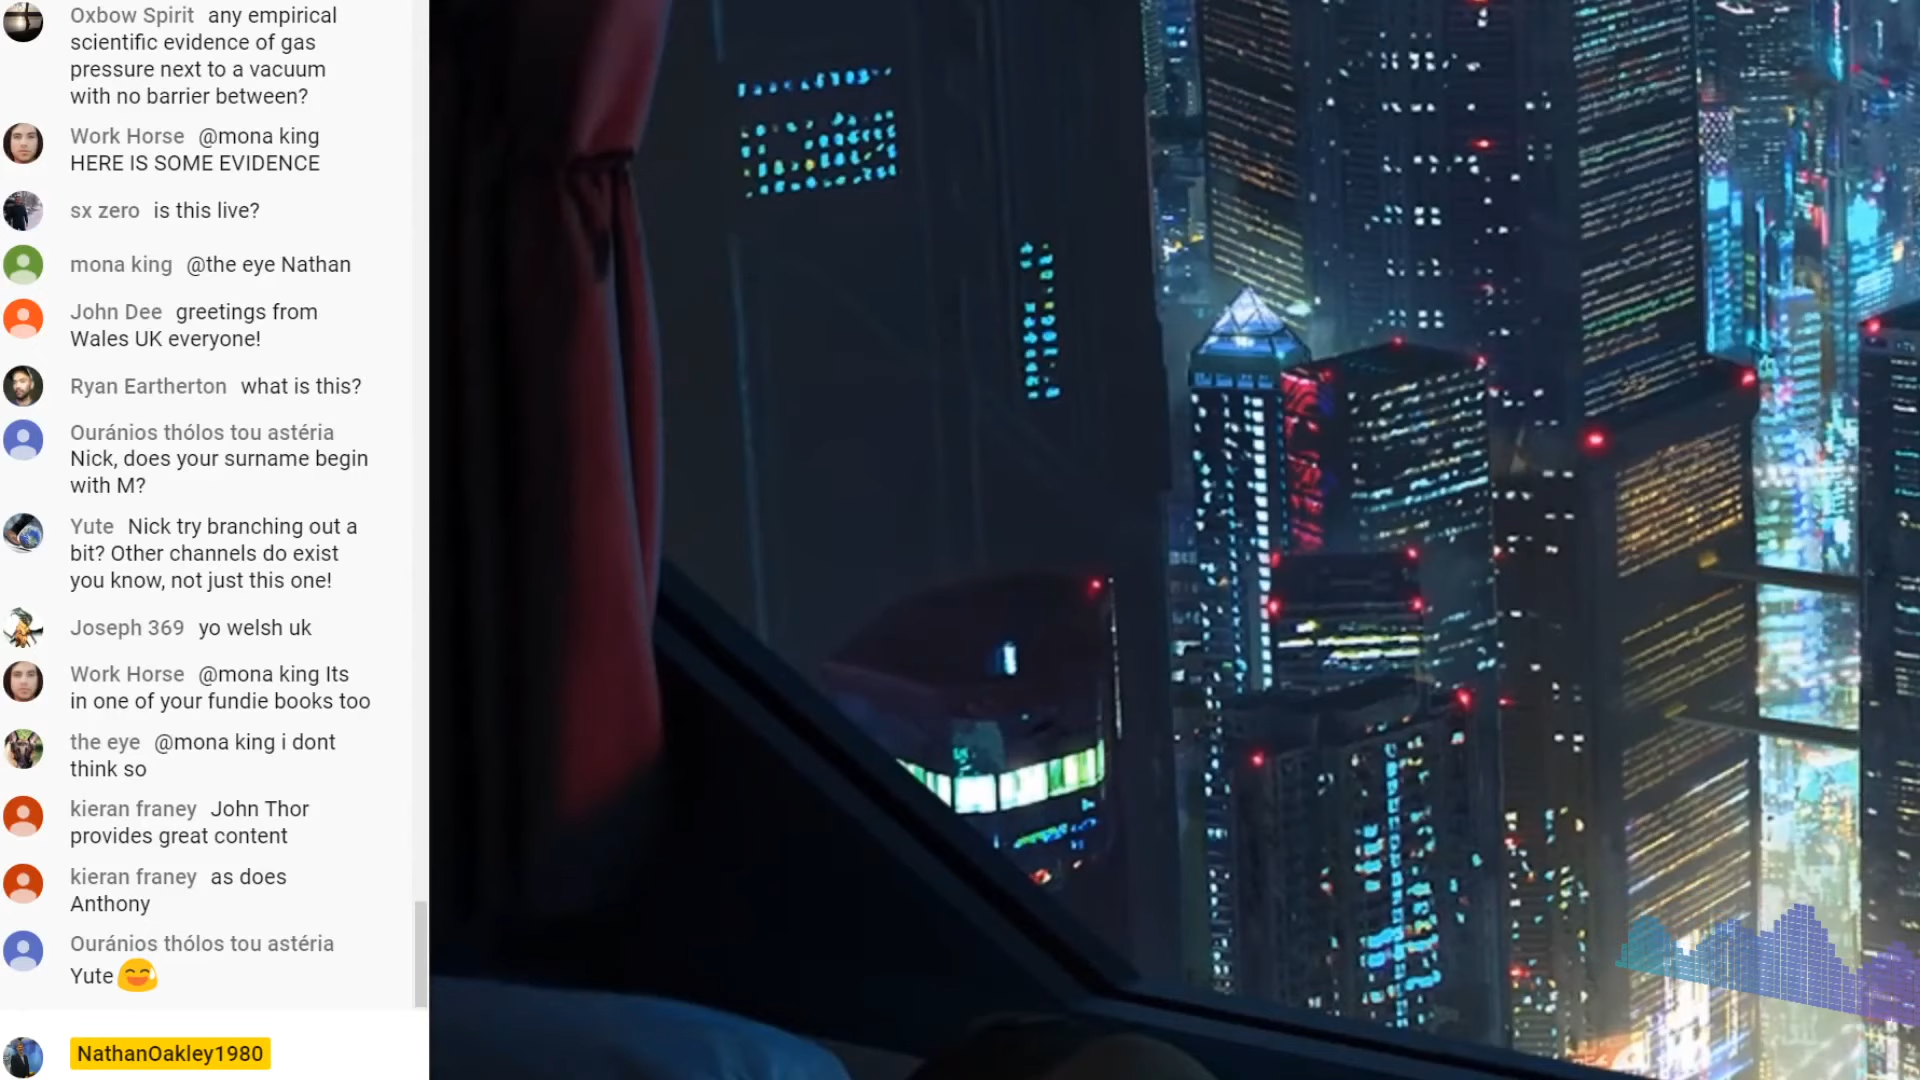 Oxbow Spirit any empirical
scientific evidence of gas
pressure next to a vacuum
with no barrier between?
Work Horse @mona king
HERE IS SOME EVIDENCE
sx zero is this live?
mona king @the eye Nathan
John Dee greetings from
Wales UK everyone!
Ryan Eartherton what is this?
Ouránios thólos tou astéria
Nick, does your surname begin
with M?
Yute Nick try branching out a
bit? Other channels do exist
you know, not just this one!
Joseph 369 yo welsh uk
Work Horse @mona king Its
in one of your fundie books too
the eye @mona king i dont
think so
kieran franey John Thor
provides great content
kieran franey as does
Anthony
Ouránios thólos tou astéria
Yute 😅
NathanOakley1980